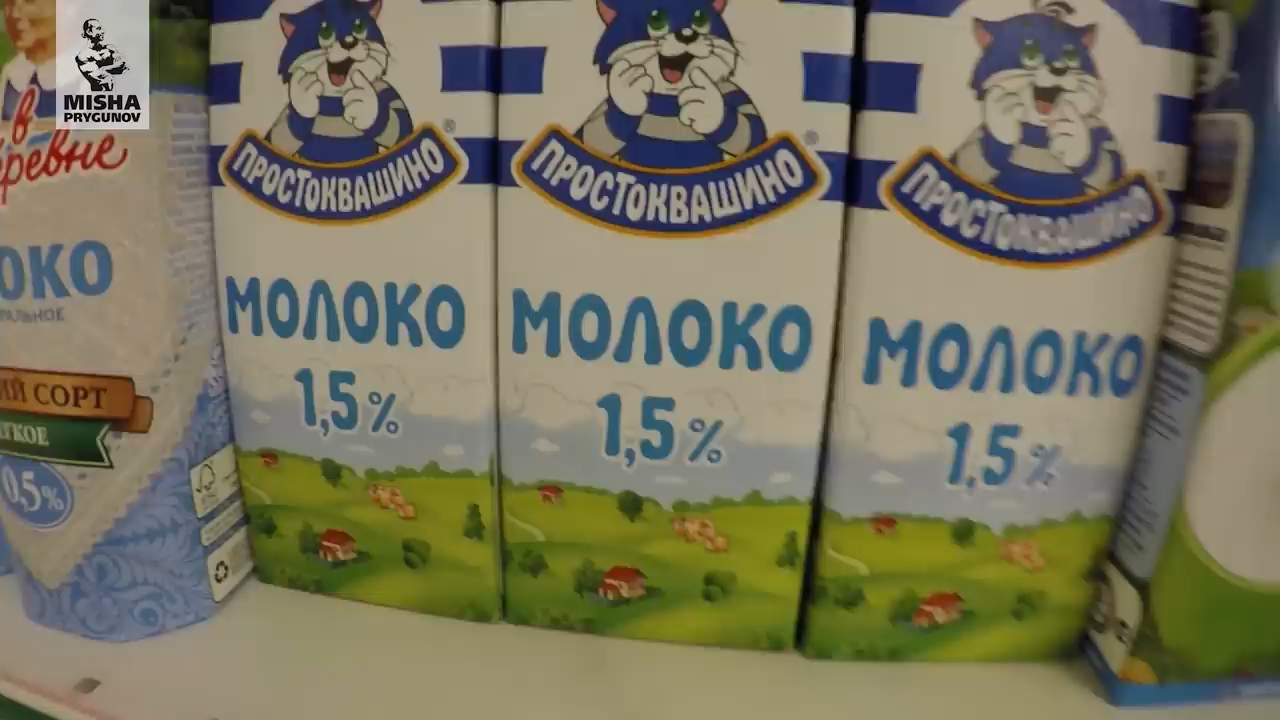 MISHA
PRYGUNOV
в
ревне
ОКО
РАЛЬНОЕ
ИЙ СОРТ
ГКОЕ
0,5%
ПРОСТОКВАШИНО
МОЛОКО
1,5%
ПРОСТОКВАШИНО
МОЛОКО
1,5%
ПРОСТОКВАШИНО
МОЛОКО
1,5%